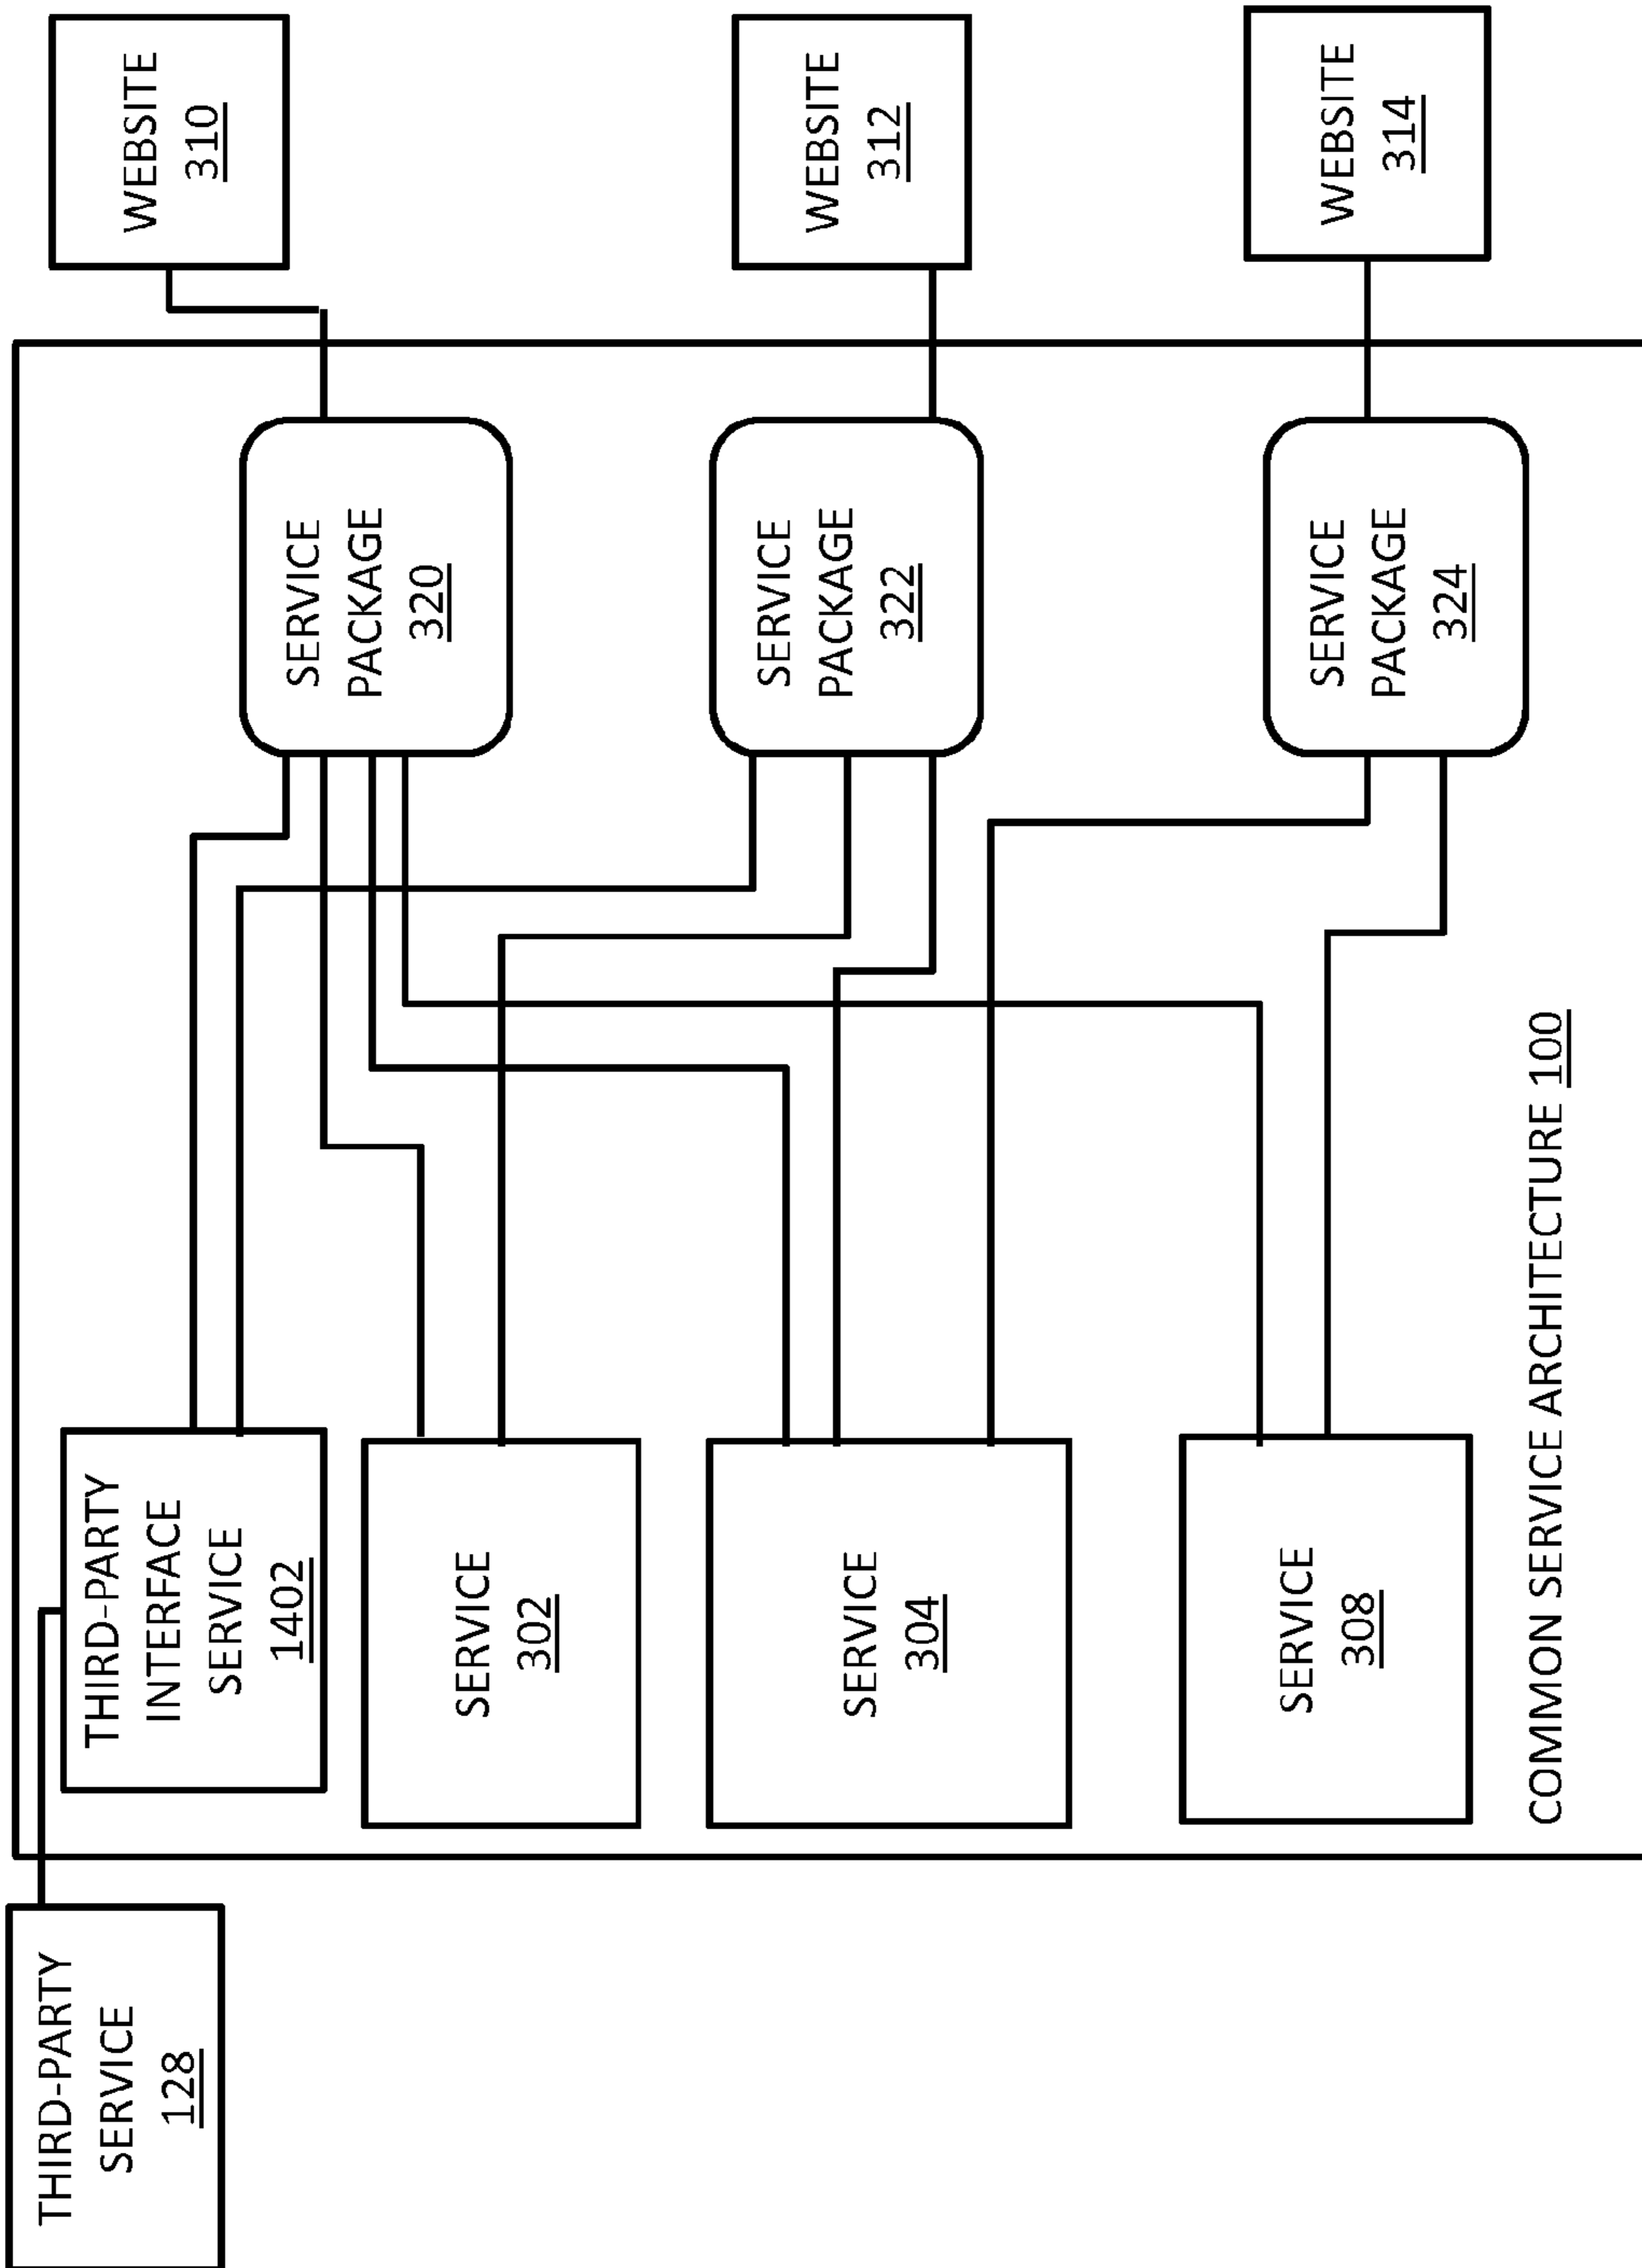 THIRD-PARTY
SERVICE
128
THIRD-PARTY
INTERFACE
SERVICE
1402
SERVICE
302
SERVICE
304
SERVICE
308
SERVICE
PACKAGE
320
SERVICE
PACKAGE
322
SERVICE
PACKAGE
324
WEBSITE
310
WEBSITE
312
WEBSITE
314
COMMON SERVICE ARCHITECTURE 100